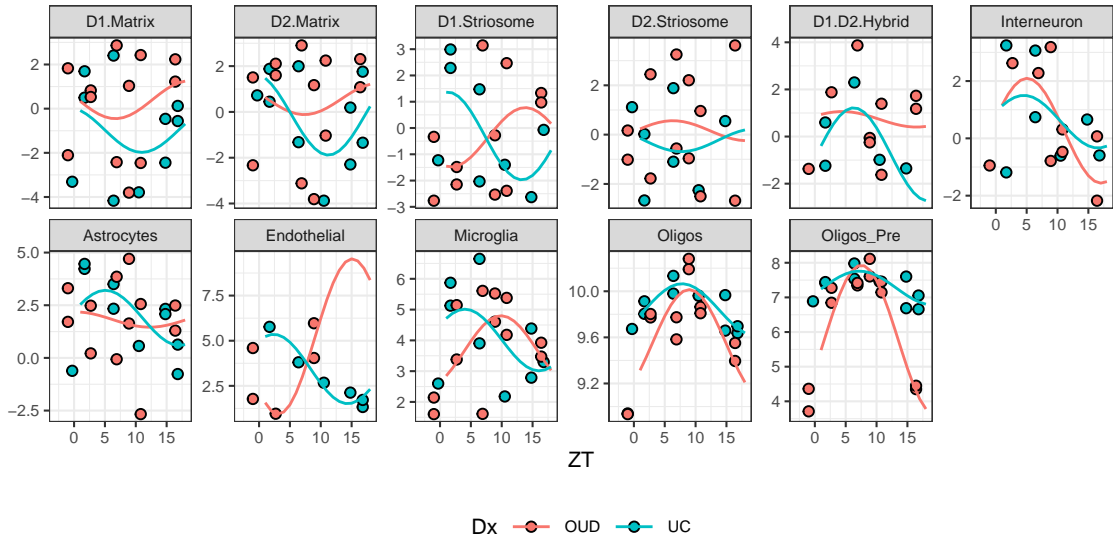 D1.Matrix D2.Matrix D1.Striosome D2.Striosome D1.D2.Hybrid Interneuron
2 0 −2 −4
2 0 −2 −4
3 2 1 0 −1 −2 −3
2 0 −2
4 2 0 −2
2 0 −2
0 5 10 15
Astrocytes Endothelial Microglia Oligos Oligos_Pre
5.0 2.5 0.0 −2.5
7.5 5.0 2.5
6 5 4 3 2
10.0 9.6 9.2
8 7 6 5 4
0 5 10 15 0 5 10 15 0 5 10 15 0 5 10 15 0 5 10 15
ZT
Dx OUD UC